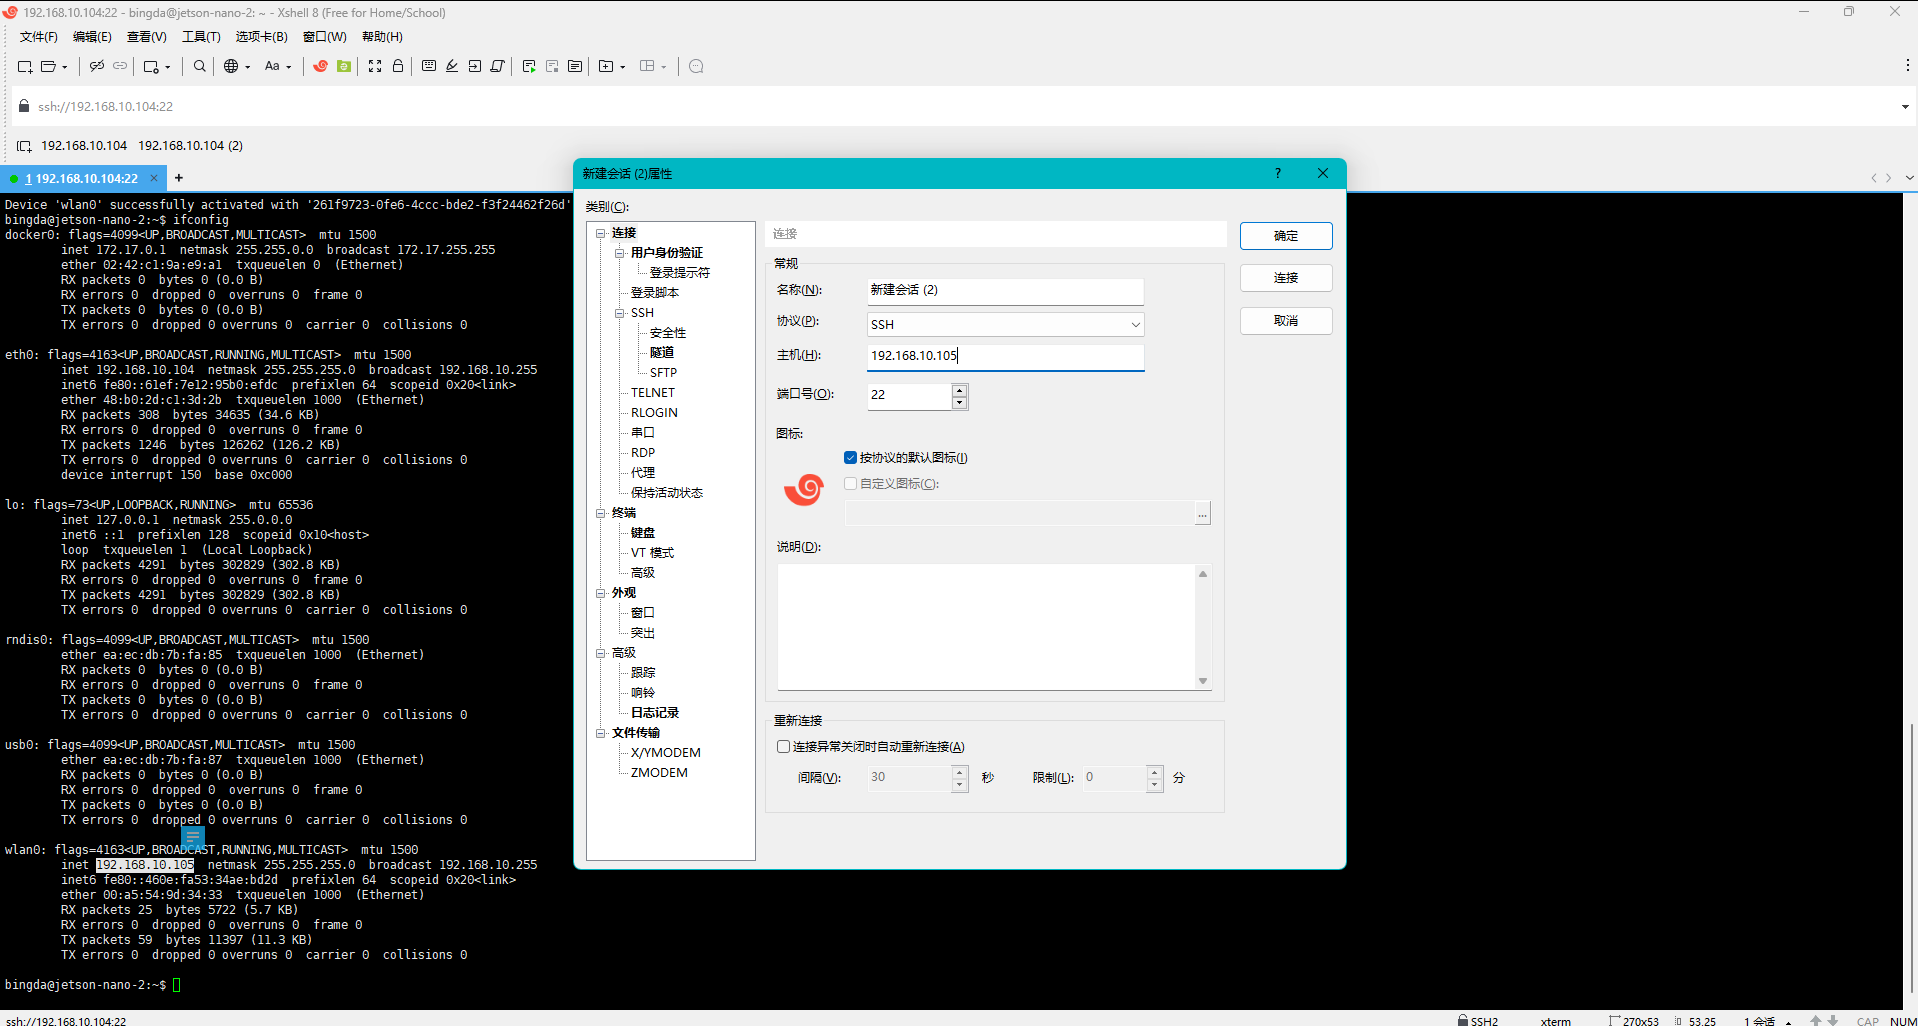 192.168.10.104:22 - bingda@jetson-nano-2: ~ - Xshell 8 (Free for Home/School)
文件(F) 编辑(E) 查看(V) 工具(T) 选项卡(B) 窗口(W) 帮助(H)
ssh://192.168.10.104:22
192.168.10.104 192.168.10.104 (2)
1 192.168.10.104:22
Device 'wlan0' successfully activated with '261f9723-0fe6-4ccc-bde2-f3f24462f26d'
bingda@jetson-nano-2:~$ ifconfig
docker0: flags=4099<UP,BROADCAST,MULTICAST> mtu 1500
inet 172.17.0.1 netmask 255.255.0.0 broadcast 172.17.255.255
ether 02:42:c1:9a:e9:a1 txqueuelen 0 (Ethernet)
RX packets 0 bytes 0 (0.0 B)
RX errors 0 dropped 0 overruns 0 frame 0
TX packets 0 bytes 0 (0.0 B)
TX errors 0 dropped 0 overruns 0 carrier 0 collisions 0
eth0: flags=4163<UP,BROADCAST,RUNNING,MULTICAST> mtu 1500
inet 192.168.10.104 netmask 255.255.255.0 broadcast 192.168.10.255
inet6 fe80::61ef:7e12:95b0:efdc prefixlen 64 scopeid 0x20<link>
ether 48:b0:2d:c1:3d:2b txqueuelen 1000 (Ethernet)
RX packets 308 bytes 34635 (34.6 KB)
RX errors 0 dropped 0 overruns 0 frame 0
TX packets 1246 bytes 126262 (126.2 KB)
TX errors 0 dropped 0 overruns 0 carrier 0 collisions 0
device interrupt 150 base 0xc000
lo: flags=73<UP,LOOPBACK,RUNNING> mtu 65536
inet 127.0.0.1 netmask 255.0.0.0
inet6 ::1 prefixlen 128 scopeid 0x10<host>
loop txqueuelen 1 (Local Loopback)
RX packets 4291 bytes 302829 (302.8 KB)
RX errors 0 dropped 0 overruns 0 frame 0
TX packets 4291 bytes 302829 (302.8 KB)
TX errors 0 dropped 0 overruns 0 carrier 0 collisions 0
rndis0: flags=4099<UP,BROADCAST,MULTICAST> mtu 1500
ether ea:ec:db:7b:fa:85 txqueuelen 1000 (Ethernet)
RX packets 0 bytes 0 (0.0 B)
RX errors 0 dropped 0 overruns 0 frame 0
TX packets 0 bytes 0 (0.0 B)
TX errors 0 dropped 0 overruns 0 carrier 0 collisions 0
usb0: flags=4099<UP,BROADCAST,MULTICAST> mtu 1500
ether ea:ec:db:7b:fa:87 txqueuelen 1000 (Ethernet)
RX packets 0 bytes 0 (0.0 B)
RX errors 0 dropped 0 overruns 0 frame 0
TX packets 0 bytes 0 (0.0 B)
TX errors 0 dropped 0 overruns 0 carrier 0 collisions 0
wlan0: flags=4163<UP,BROADCAST,RUNNING,MULTICAST> mtu 1500
inet 192.168.10.105 netmask 255.255.255.0 broadcast 192.168.10.255
inet6 fe80::460e:fa53:34ae:bd2d prefixlen 64 scopeid 0x20<link>
ether 00:a5:54:9d:34:33 txqueuelen 1000 (Ethernet)
RX packets 25 bytes 5722 (5.7 KB)
RX errors 0 dropped 0 overruns 0 frame 0
TX packets 59 bytes 11397 (11.3 KB)
TX errors 0 dropped 0 overruns 0 carrier 0 collisions 0
bingda@jetson-nano-2:~$
新建会话 (2)属性
类别(C):
连接
用户身份验证
登录提示符
登录脚本
SSH
安全性
隧道
SFTP
TELNET
RLOGIN
串口
RDP
代理
保持活动状态
终端
键盘
VT 模式
高级
外观
窗口
突出
高级
跟踪
响铃
日志记录
文件传输
X/YMODEM
ZMODEM
连接
常规
名称(N): 新建会话 (2)
协议(P): SSH
主机(H): 192.168.10.105
端口号(O): 22
图标:
按协议的默认图标(I)
自定义图标(C):
...
说明(D):
重新连接
连接异常关闭时自动重新连接(A)
间隔(V): 30 秒 限制(L): 0 分
确定
连接
取消
ssh://192.168.10.104:22 SSH2 xterm 270x53 53,25 1 会话 CAP NUM